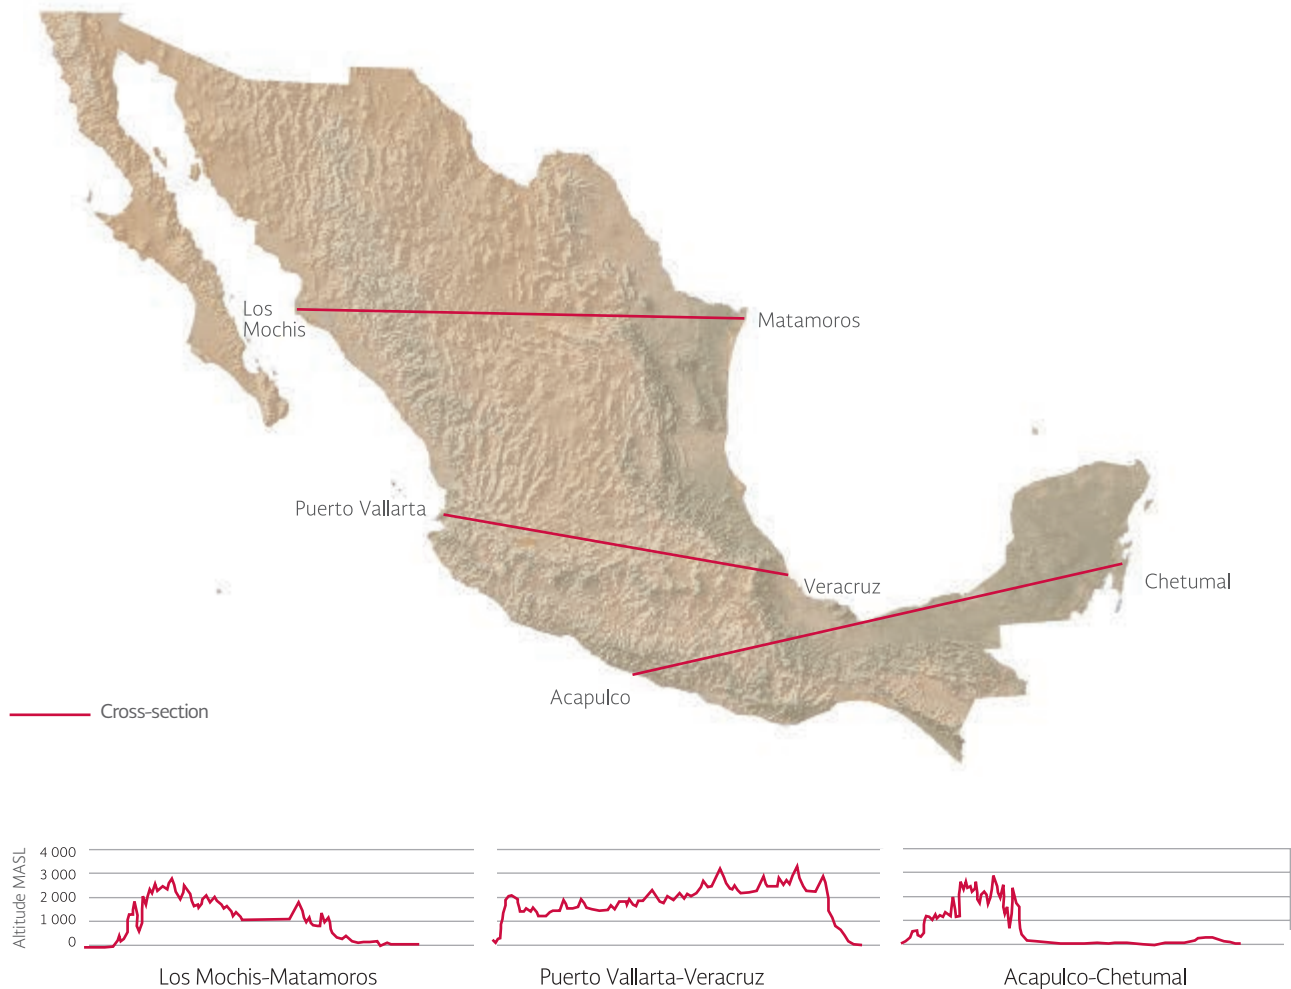 Los
Mochis
Matamoros
Puerto Vallarta
Veracruz
Chetumal
Acapulco
Cross-section
Altitude MASL
4 000
3 000
2 000
1 000
0
Los Mochis-Matamoros
Puerto Vallarta-Veracruz
Acapulco-Chetumal